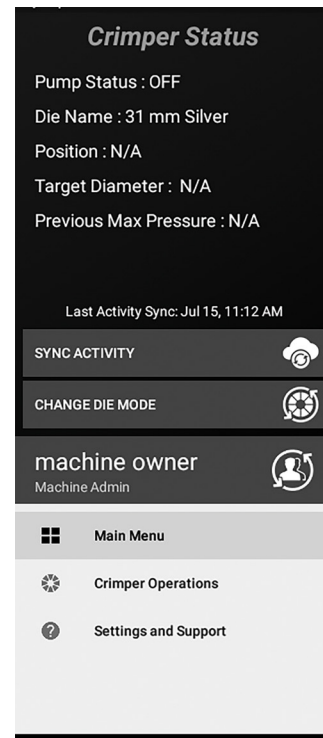 Crimper Status
Pump Status : OFF
Die Name : 31 mm Silver
Position : N/A
Target Diameter : N/A
Previous Max Pressure : N/A
Last Activity Sync: Jul 15, 11:12 AM
SYNC ACTIVITY
CHANGE DIE MODE
machine owner
Machine Admin
Main Menu
Crimper Operations
Settings and Support